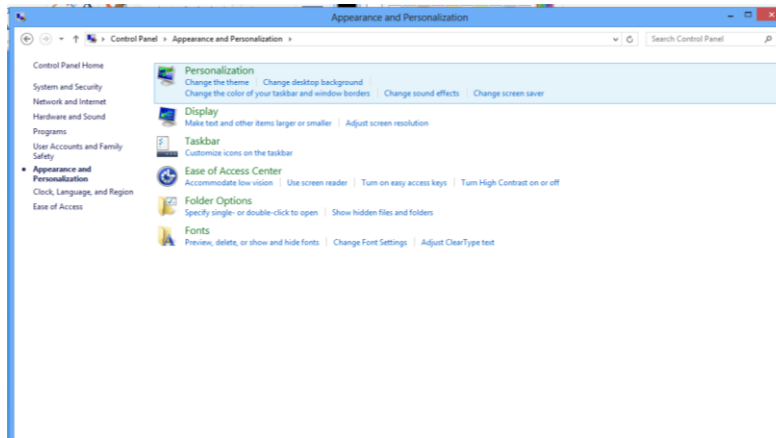 Appearance and Personalization
Control Panel › Appearance and Personalization ›
Search Control Panel
Control Panel Home
System and Security
Network and Internet
Hardware and Sound
Programs
User Accounts and Family
Safety
Appearance and
Personalization
Clock, Language, and Region
Ease of Access
Personalization
Change the theme | Change desktop background
Change the color of your taskbar and window borders | Change sound effects | Change screen saver
Display
Make text and other items larger or smaller | Adjust screen resolution
Taskbar
Customize icons on the taskbar
Ease of Access Center
Accommodate low vision | Use screen reader | Turn on easy access keys | Turn High Contrast on or off
Folder Options
Specify single- or double-click to open | Show hidden files and folders
Fonts
Preview, delete, or show and hide fonts | Change Font Settings | Adjust ClearType text